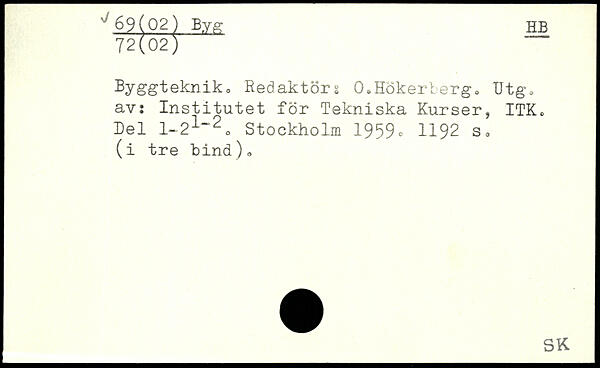 √ 69(02) Byg HB
72(02)
Byggteknik. Redaktör: O.Hökerberg. Utg.
av: Institutet för Tekniska Kurser, ITK.
Del 1-2¹⁻². Stockholm 1959. 1192 s.
(i tre bind).
SK